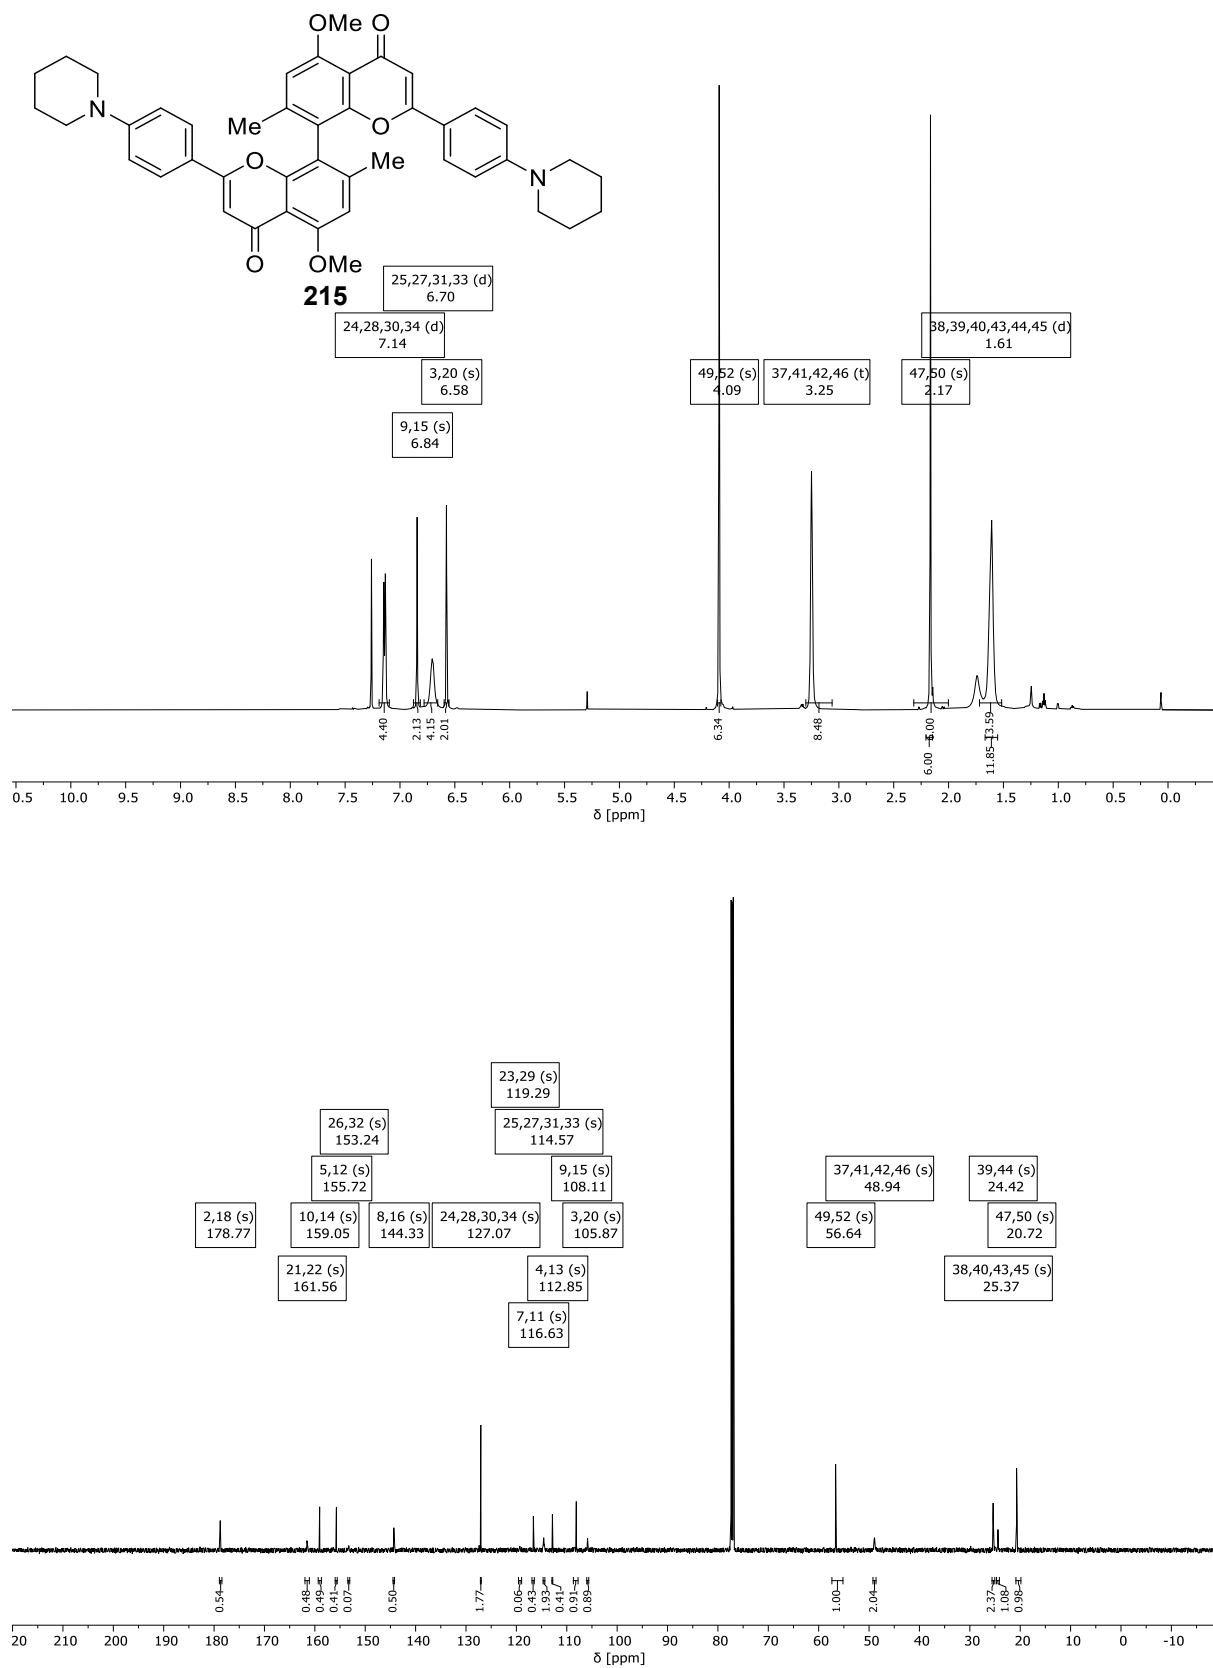 OMe O
N
Me
O
O
Me
N
O
OMe
215
25,27,31,33 (d)
6.70
24,28,30,34 (d)
7.14
3,20 (s)
6.58
9,15 (s)
6.84
49,52 (s)
4.09
37,41,42,46 (t)
3.25
47,50 (s)
2.17
38,39,40,43,44,45 (d)
1.61
4.40
2.13
4.15
2.01
6.34
8.48
6.00
6.00
13.59
11.85
0.5 10.0 9.5 9.0 8.5 8.0 7.5 7.0 6.5 6.0 5.5 5.0 4.5 4.0 3.5 3.0 2.5 2.0 1.5 1.0 0.5 0.0
δ [ppm]
23,29 (s)
119.29
26,32 (s)
153.24
25,27,31,33 (s)
114.57
5,12 (s)
155.72
9,15 (s)
108.11
37,41,42,46 (s)
48.94
39,44 (s)
24.42
2,18 (s)
178.77
10,14 (s)
159.05
8,16 (s)
144.33
24,28,30,34 (s)
127.07
3,20 (s)
105.87
49,52 (s)
56.64
47,50 (s)
20.72
21,22 (s)
161.56
4,13 (s)
112.85
38,40,43,45 (s)
25.37
7,11 (s)
116.63
0.54
0.48
0.49
0.41
0.07
0.50
1.77
0.06
0.43
1.93
0.41
0.91
0.89
1.00
2.04
2.37
1.08
0.98
20 210 200 190 180 170 160 150 140 130 120 110 100 90 80 70 60 50 40 30 20 10 0 -10
δ [ppm]